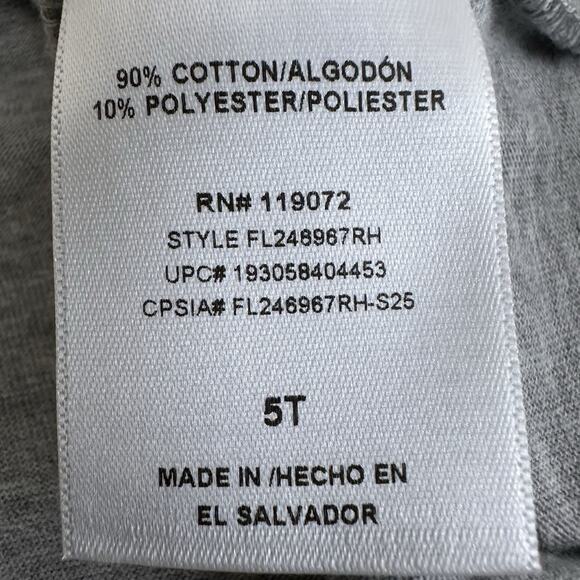 90% COTTON/ALGODÓN
10% POLYESTER/POLIESTER
RN# 119072
STYLE FL246967RH
UPC# 193058404453
CPSIA# FL246967RH-S25
5T
MADE IN /HECHO EN
EL SALVADOR